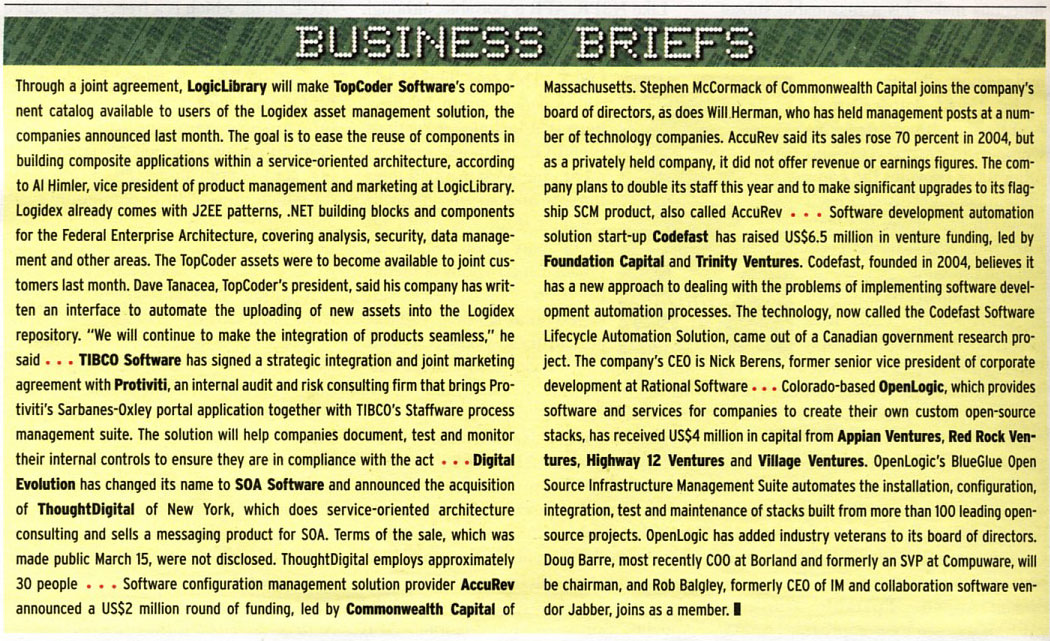 BUSINESS BRIEFS
Through a joint agreement, LogicLibrary will make TopCoder Software's compo-
nent catalog available to users of the Logidex asset management solution, the
companies announced last month. The goal is to ease the reuse of components in
building composite applications within a service-oriented architecture, according
to Al Himler, vice president of product management and marketing at LogicLibrary.
Logidex already comes with J2EE patterns, .NET building blocks and components
for the Federal Enterprise Architecture, covering analysis, security, data manage-
ment and other areas. The TopCoder assets were to become available to joint cus-
tomers last month. Dave Tanacea, TopCoder's president, said his company has writ-
ten an interface to automate the uploading of new assets into the Logidex
repository. "We will continue to make the integration of products seamless," he
said • • • TIBCO Software has signed a strategic integration and joint marketing
agreement with Protiviti, an internal audit and risk consulting firm that brings Pro-
tiviti's Sarbanes-Oxley portal application together with TIBCO's Staffware process
management suite. The solution will help companies document, test and monitor
their internal controls to ensure they are in compliance with the act • • • Digital
Evolution has changed its name to SOA Software and announced the acquisition
of ThoughtDigital of New York, which does service-oriented architecture
consulting and sells a messaging product for SOA. Terms of the sale, which was
made public March 15, were not disclosed. ThoughtDigital employs approximately
30 people • • • Software configuration management solution provider AccuRev
announced a US$2 million round of funding, led by Commonwealth Capital of
Massachusetts. Stephen McCormack of Commonwealth Capital joins the company's
board of directors, as does Will Herman, who has held management posts at a num-
ber of technology companies. AccuRev said its sales rose 70 percent in 2004, but
as a privately held company, it did not offer revenue or earnings figures. The com-
pany plans to double its staff this year and to make significant upgrades to its flag-
ship SCM product, also called AccuRev • • • Software development automation
solution start-up Codefast has raised US$6.5 million in venture funding, led by
Foundation Capital and Trinity Ventures. Codefast, founded in 2004, believes it
has a new approach to dealing with the problems of implementing software devel-
opment automation processes. The technology, now called the Codefast Software
Lifecycle Automation Solution, came out of a Canadian government research pro-
ject. The company's CEO is Nick Berens, former senior vice president of corporate
development at Rational Software • • • Colorado-based OpenLogic, which provides
software and services for companies to create their own custom open-source
stacks, has received US$4 million in capital from Appian Ventures, Red Rock Ven-
tures, Highway 12 Ventures and Village Ventures. OpenLogic's BlueGlue Open
Source Infrastructure Management Suite automates the installation, configuration,
integration, test and maintenance of stacks built from more than 100 leading open-
source projects. OpenLogic has added industry veterans to its board of directors.
Doug Barre, most recently COO at Borland and formerly an SVP at Compuware, will
be chairman, and Rob Balgley, formerly CEO of IM and collaboration software ven-
dor Jabber, joins as a member.